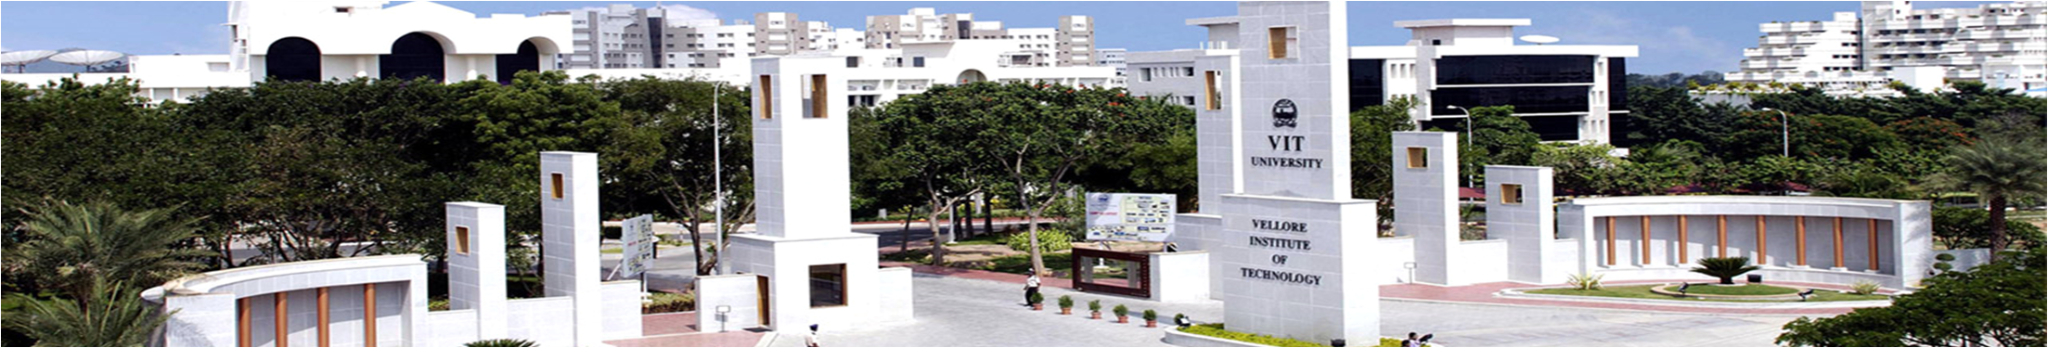 VIT
UNIVERSITY
VELLORE
INSTITUTE
OF
TECHNOLOGY